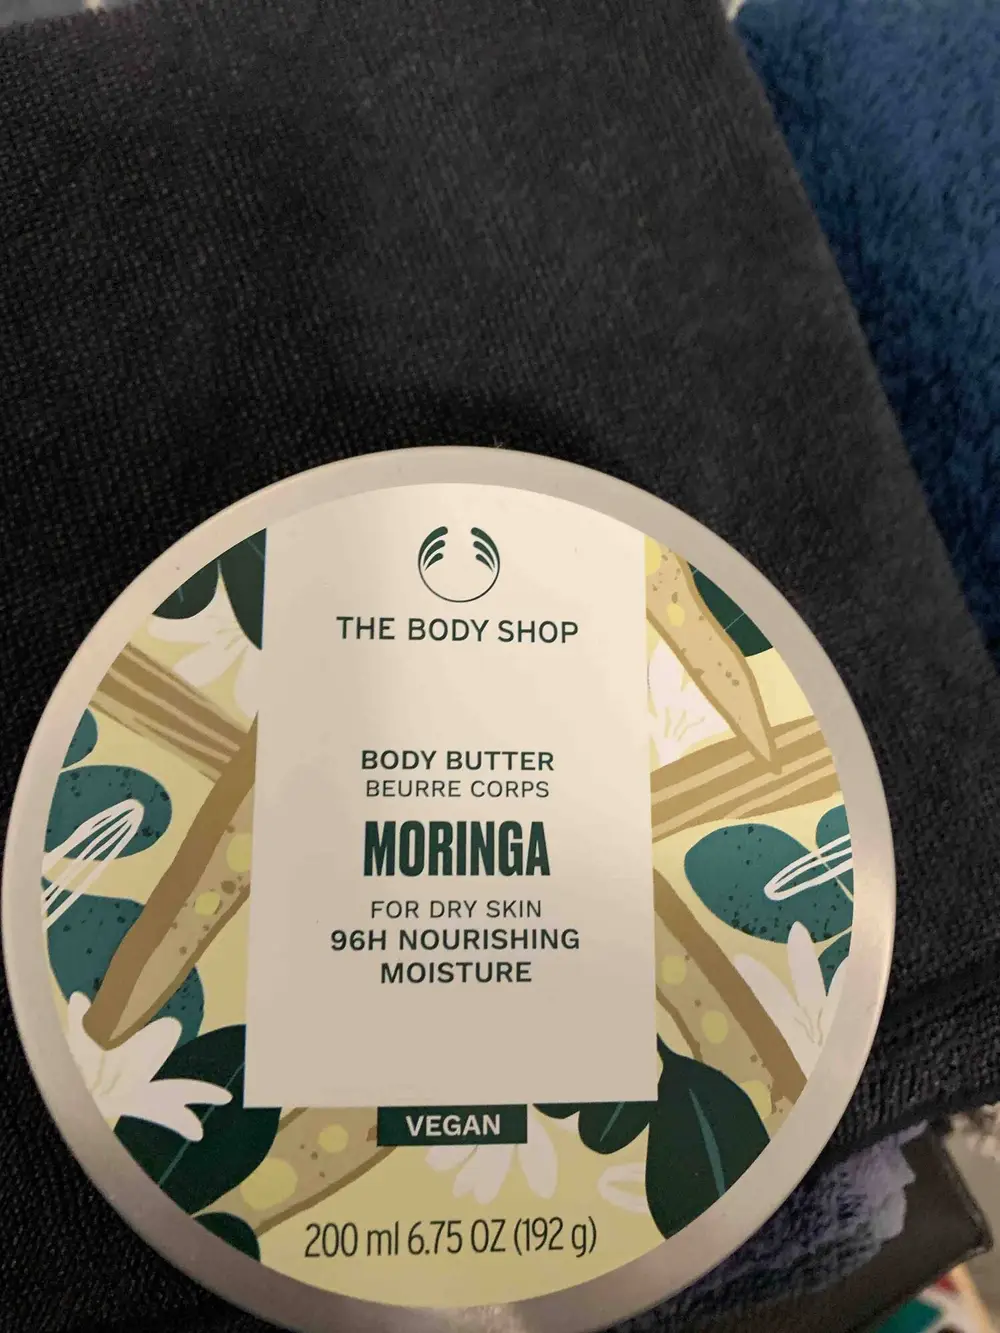 THE BODY SHOP
BODY BUTTER
BEURRE CORPS
MORINGA
FOR DRY SKIN
96H NOURISHING
MOISTURE
VEGAN
200 ml 6.75 OZ (192 g)